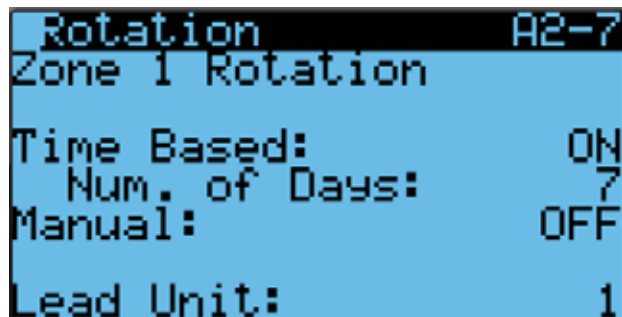 Rotation A2-7
Zone 1 Rotation
Time Based: ON
Num. of Days: 7
Manual: OFF
Lead Unit: 1